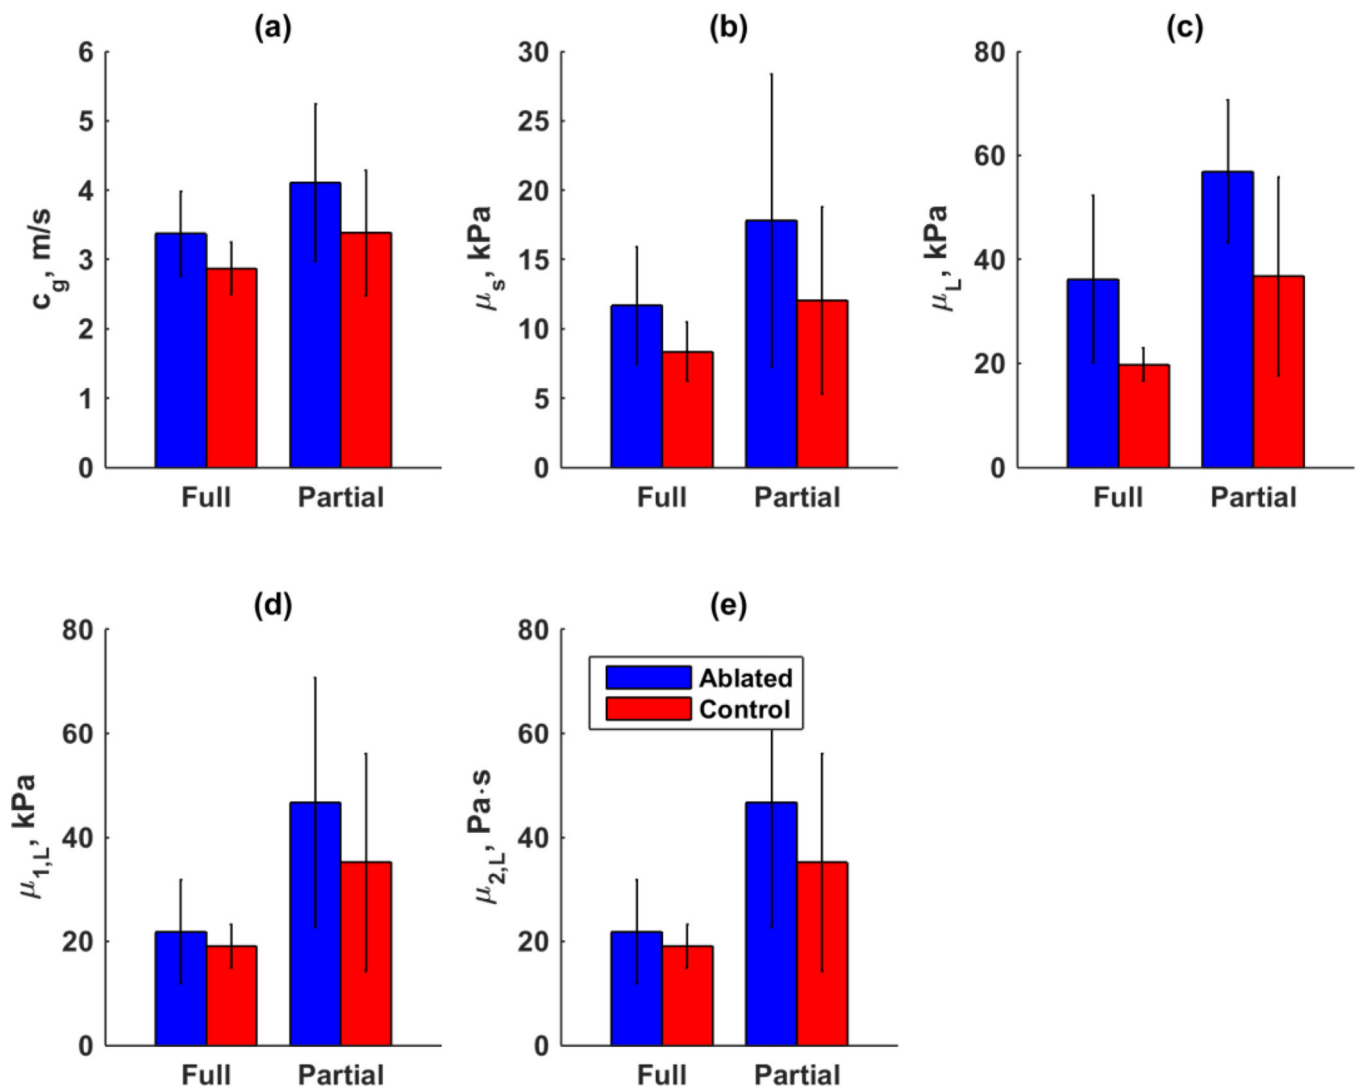 (a)
6
5
4
3
2
1
0
c_g, m/s
Full Partial
(b)
30
25
20
15
10
5
0
μ_s, kPa
Full Partial
(c)
80
60
40
20
0
μ_L, kPa
Full Partial
(d)
80
60
40
20
0
μ_1,L, kPa
Full Partial
(e)
80
60
40
20
0
μ_2,L, Pa·s
Ablated
Control
Full Partial